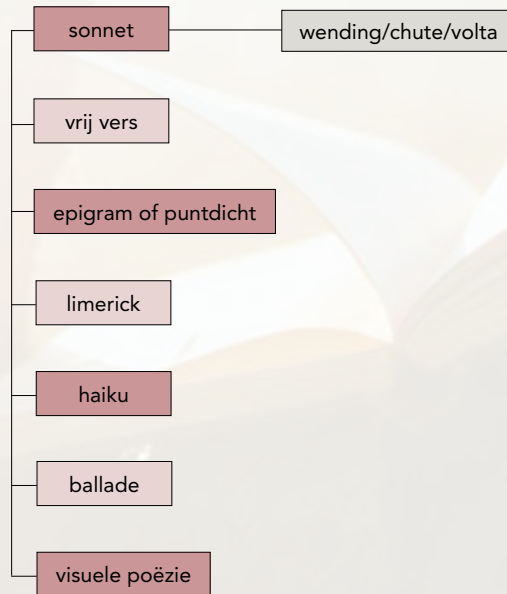 sonnet
wending/chute/volta
vrij vers
epigram of puntdicht
limerick
haiku
ballade
visuele poëzie